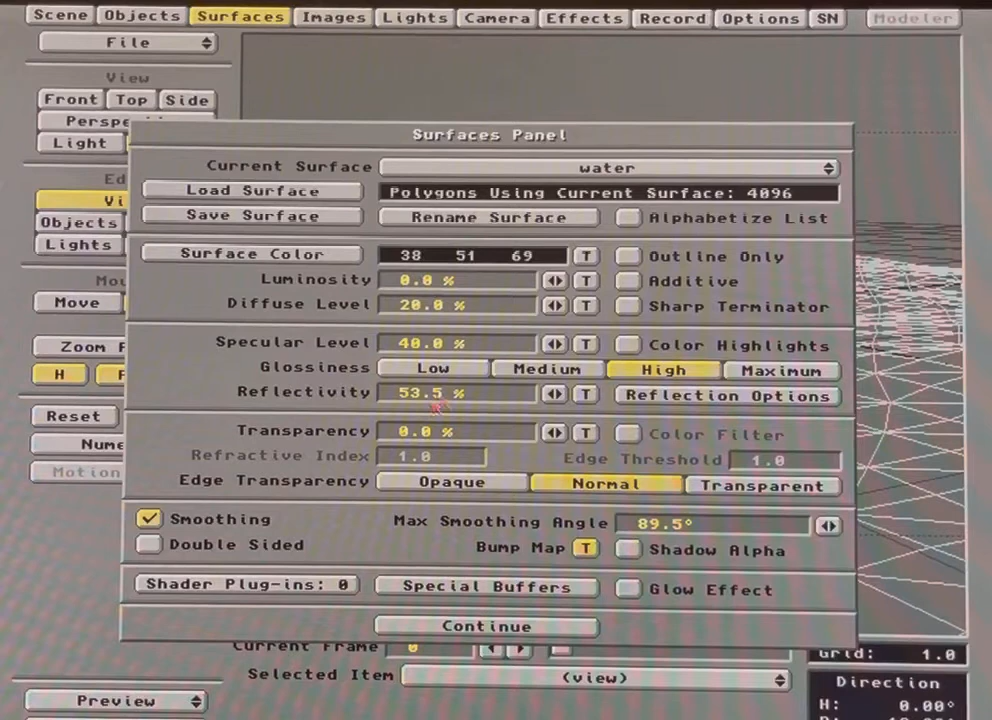 Scene Objects Surfaces Images Lights Camera Effects Record Options SN Modeler
File
View
Front Top Side
Light
Surfaces Panel
Current Surface water
Load Surface Polygons Using Current Surface: 4096
Save Surface Rename Surface Alphabetize List
Objects
Surface Color 38 51 69 T Outline Only
Lights
Luminosity 0.0 % T Additive
Move Diffuse Level 20.0 % T Sharp Terminator
Zoom Specular Level 40.0 % T Color Highlights
H Glossiness Low Medium High Maximum
Reflectivity 53.5 % T Reflection Options
Reset
Transparency 0.0 % T Color Filter
Refractive Index 1.0 Edge Threshold 1.0
Motion
Edge Transparency Opaque Normal Transparent
Smoothing Max Smoothing Angle 89.5°
Double Sided Bump Map T Shadow Alpha
Shader Plug-ins: 0 Special Buffers Glow Effect
Continue
Current Frame 0
Grid: 1.0
Selected Item (view)
Direction
Preview
H: 0.00°